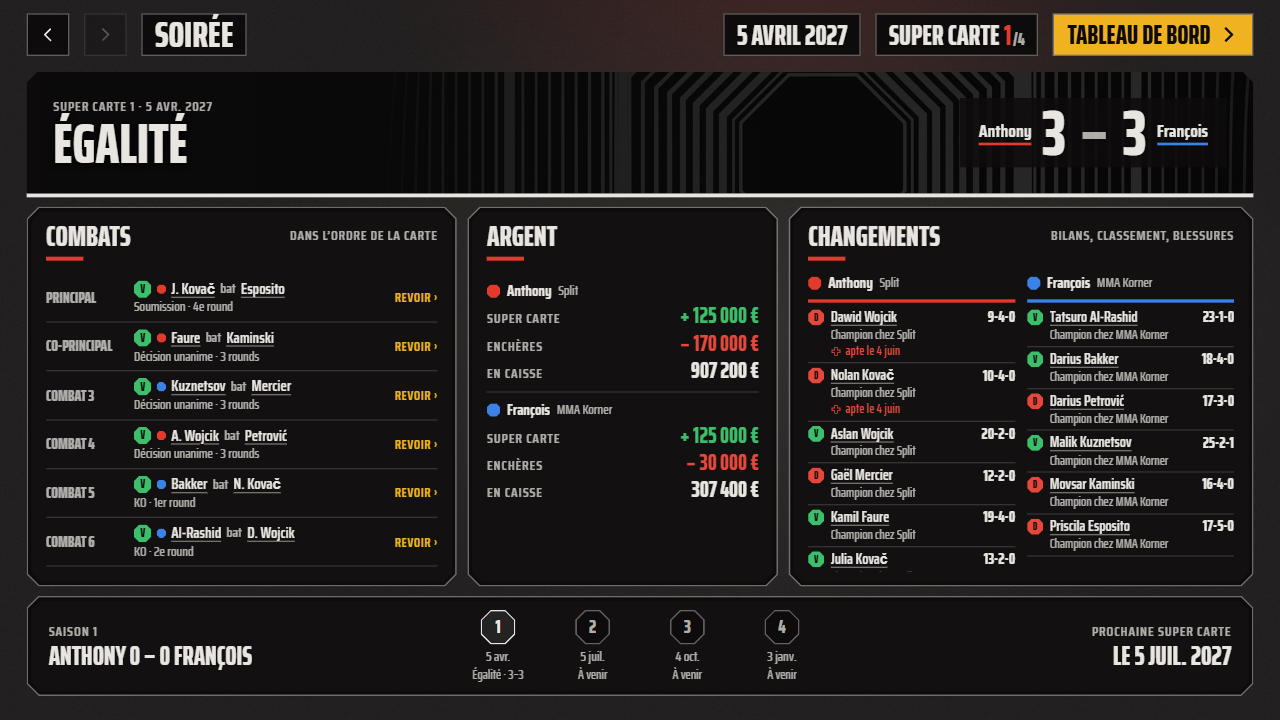 SOIRÉE
5 AVRIL 2027
SUPER CARTE 1/4
TABLEAU DE BORD
SUPER CARTE 1 · 5 AVR. 2027
ÉGALITÉ
Anthony 3 – 3 François
COMBATS
DANS L'ORDRE DE LA CARTE
PRINCIPAL
V J. Kovač bat Esposito
Soumission · 4e round
REVOIR ›
CO-PRINCIPAL
V Faure bat Kaminski
Décision unanime · 3 rounds
REVOIR ›
COMBAT 3
V Kuznetsov bat Mercier
Décision unanime · 3 rounds
REVOIR ›
COMBAT 4
V A. Wojcik bat Petrović
Décision unanime · 3 rounds
REVOIR ›
COMBAT 5
V Bakker bat N. Kovač
KO · 1er round
REVOIR ›
COMBAT 6
V Al-Rashid bat D. Wojcik
KO · 2e round
REVOIR ›
ARGENT
Anthony Split
SUPER CARTE + 125 000 €
ENCHÈRES – 170 000 €
EN CAISSE 907 200 €
François MMA Korner
SUPER CARTE + 125 000 €
ENCHÈRES – 30 000 €
EN CAISSE 307 400 €
CHANGEMENTS
BILANS, CLASSEMENT, BLESSURES
Anthony Split
D Dawid Wojcik 9-4-0
Champion chez Split
apte le 4 juin
D Nolan Kovač 10-4-0
Champion chez Split
apte le 4 juin
V Aslan Wojcik 20-2-0
Champion chez Split
D Gaël Mercier 12-2-0
Champion chez Split
V Kamil Faure 19-4-0
Champion chez Split
V Julia Kovač 13-2-0
François MMA Korner
V Tatsuro Al-Rashid 23-1-0
Champion chez MMA Korner
V Darius Bakker 18-4-0
Champion chez MMA Korner
D Darius Petrović 17-3-0
Champion chez MMA Korner
V Malik Kuznetsov 25-2-1
Champion chez MMA Korner
D Movsar Kaminski 16-4-0
Champion chez MMA Korner
D Priscila Esposito 17-5-0
Champion chez MMA Korner
SAISON 1
ANTHONY 0 – 0 FRANÇOIS
1
5 avr.
Égalité · 3-3
2
5 juil.
À venir
3
4 oct.
À venir
4
3 janv.
À venir
PROCHAINE SUPER CARTE
LE 5 JUIL. 2027